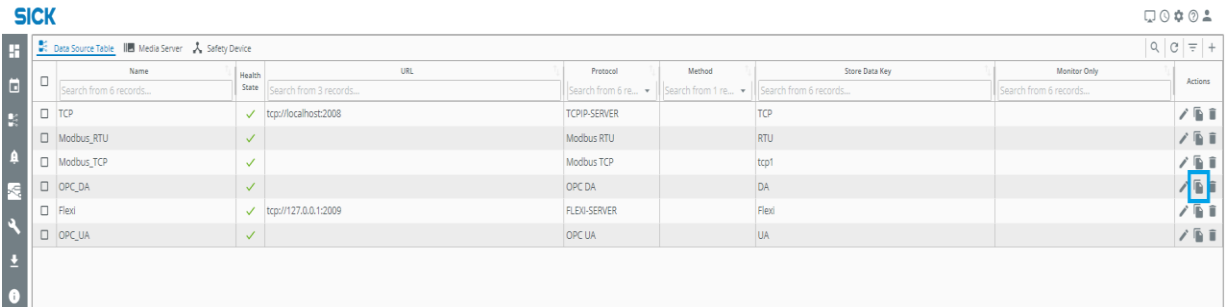 SICK
Data Source Table Media Server Safety Device
Name Health State URL Protocol Method Store Data Key Monitor Only Actions
Search from 6 records... Search from 3 records... Search from 6 re... Search from 1 re... Search from 6 records... Search from 6 records...
TCP tcp://localhost:2008 TCPIP-SERVER TCP
Modbus_RTU Modbus RTU RTU
Modbus_TCP Modbus TCP tcp1
OPC_DA OPC DA DA
Flexi tcp://127.0.0.1:2009 FLEXI-SERVER Flexi
OPC_UA OPC UA UA